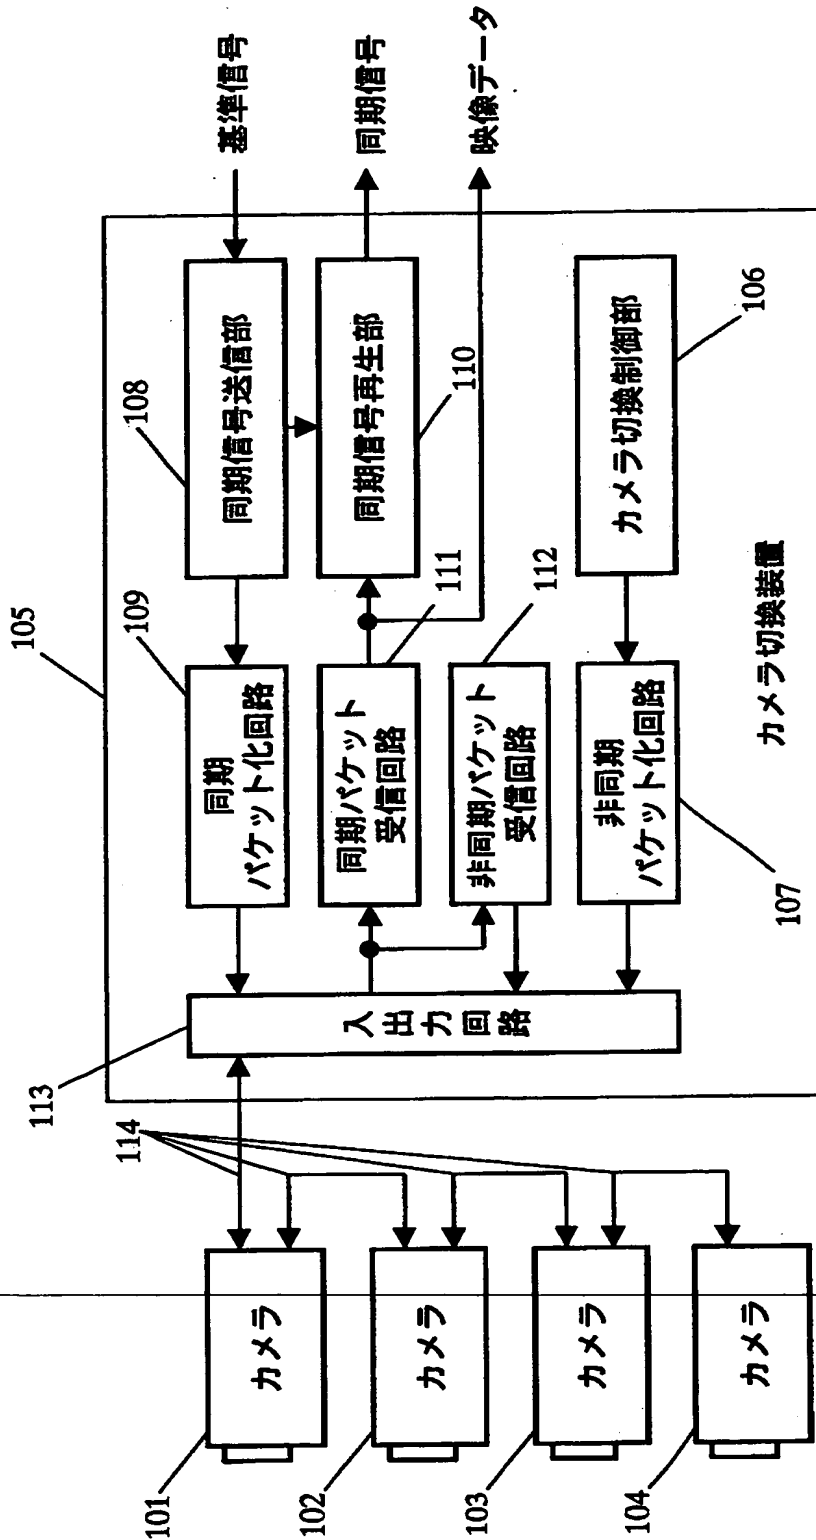 105
108
同期信号送信部
基準信号
109
同期
パケット化回路
同期信号再生部
110
同期信号
映像データ
111
同期パケット
受信回路
112
非同期パケット
受信回路
カメラ切換制御部
106
非同期
パケット化回路
107
カメラ切換装置
113
入出力回路
114
101
カメラ
102
カメラ
103
カメラ
104
カメラ